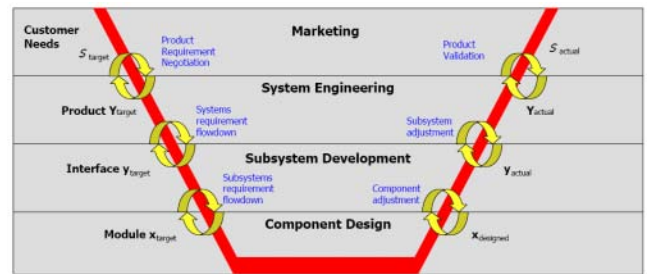 Customer
Needs
Marketing
S target
Product
Requirement
Negotiation
Product
Validation
S actual
System Engineering
Product Ytarget
Systems
requirement
flowdown
Subsystem
adjustment
Yactual
Subsystem Development
Interface ytarget
Subsystems
requirement
flowdown
Component
adjustment
yactual
Component Design
Module xtarget
xdesigned